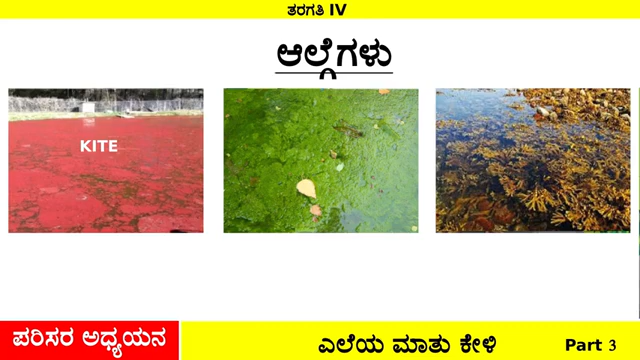 ತರಗತಿ IV
ಆಲ್ಗೆಗಳು
KITE
ಪರಿಸರ ಅಧ್ಯಯನ
ಎಲೆಯ ಮಾತು ಕೇಳಿ
Part 3